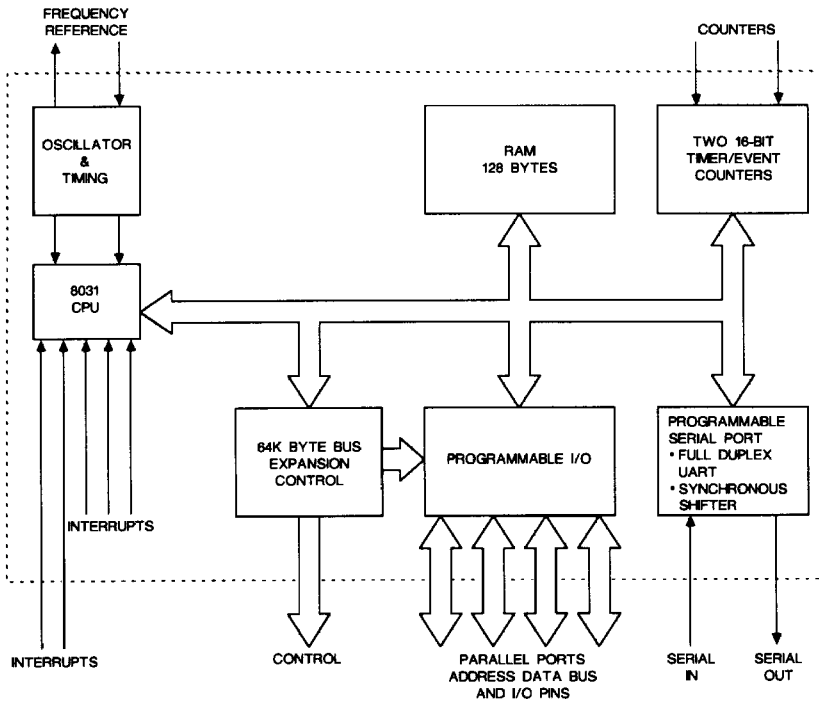 FREQUENCY
REFERENCE
COUNTERS
OSCILLATOR
&
TIMING
RAM
128 BYTES
TWO 16-BIT
TIMER/EVENT
COUNTERS
8031
CPU
64K BYTE BUS
EXPANSION
CONTROL
PROGRAMMABLE I/O
PROGRAMMABLE
SERIAL PORT
• FULL DUPLEX
UART
• SYNCHRONOUS
SHIFTER
INTERRUPTS
INTERRUPTS
CONTROL
PARALLEL PORTS
ADDRESS DATA BUS
AND I/O PINS
SERIAL
IN
SERIAL
OUT